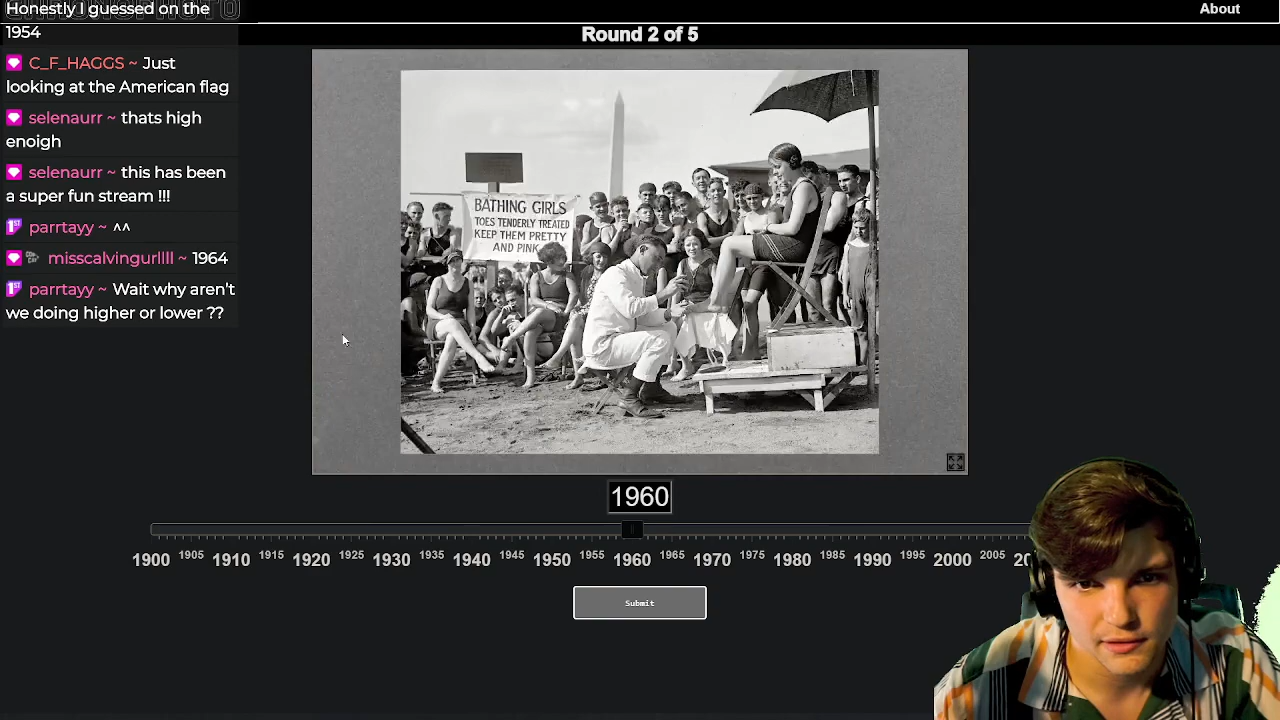 Honestly I guessed on the
1954
C_F_HAGGS ~ Just
looking at the American flag
selenaurr ~ thats high
enoigh
selenaurr ~ this has been
a super fun stream !!!
1ST parrtayy ~ ^^
misscalvingurllll ~ 1964
1ST parrtayy ~ Wait why aren't
we doing higher or lower ??
About
Round 2 of 5
BATHING GIRLS
TOES TENDERLY TREATED
KEEP THEM PRETTY
AND PINK
1960
1900 1905 1910 1915 1920 1925 1930 1935 1940 1945 1950 1955 1960 1965 1970 1975 1980 1985 1990 1995 2000 2005
Submit